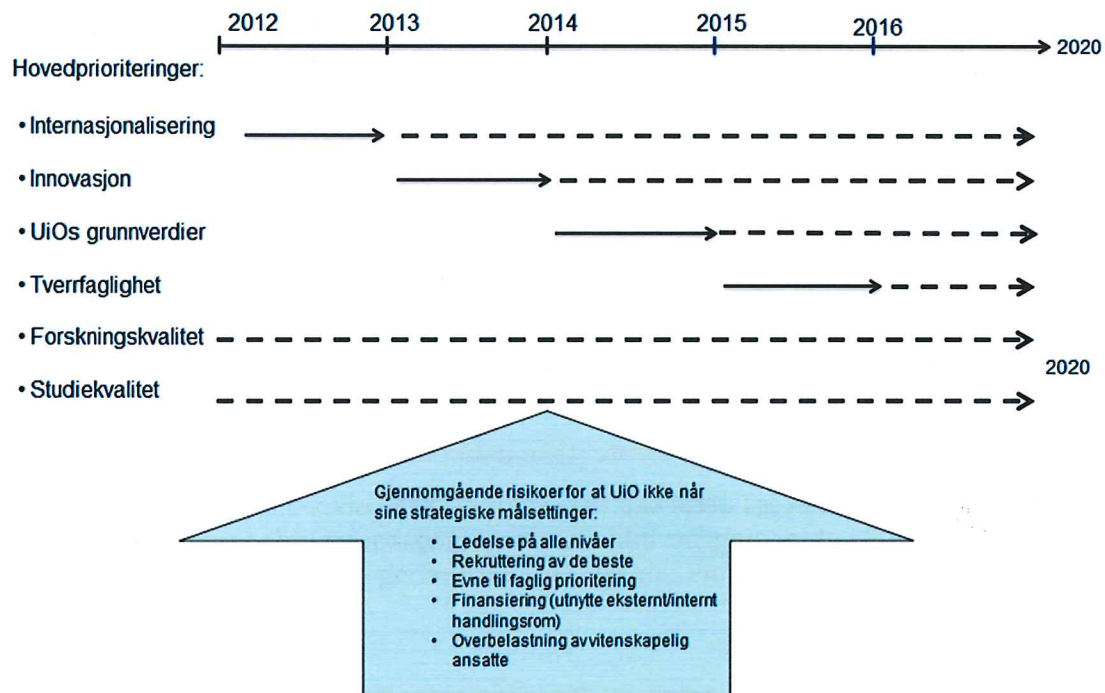 2012 2013 2014 2015 2016
2020
Hovedprioriteringer:
• Internasjonalisering
• Innovasjon
• UiOs grunnverdier
• Tverrfaglighet
• Forskningskvalitet
2020
• Studiekvalitet
Gjennomgående risikoer for at UiO ikke når
sine strategiske målsettinger:
• Ledelse på alle nivåer
• Rekruttering av de beste
• Evne til faglig prioritering
• Finansiering (utnytte eksternt/internt
handlingsrom)
• Overbelastning av vitenskapelig
ansatte